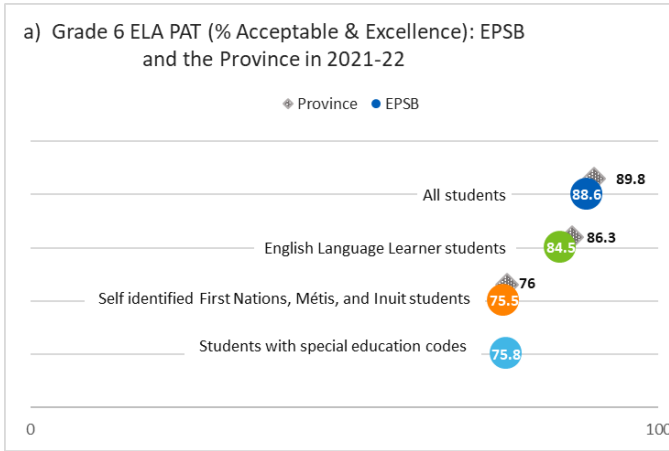 a) Grade 6 ELA PAT (% Acceptable & Excellence): EPSB
and the Province in 2021-22
Province EPSB
89.8
All students 88.6
86.3
English Language Learner students 84.5
76
Self identified First Nations, Métis, and Inuit students 75.5
Students with special education codes 75.8
0 100